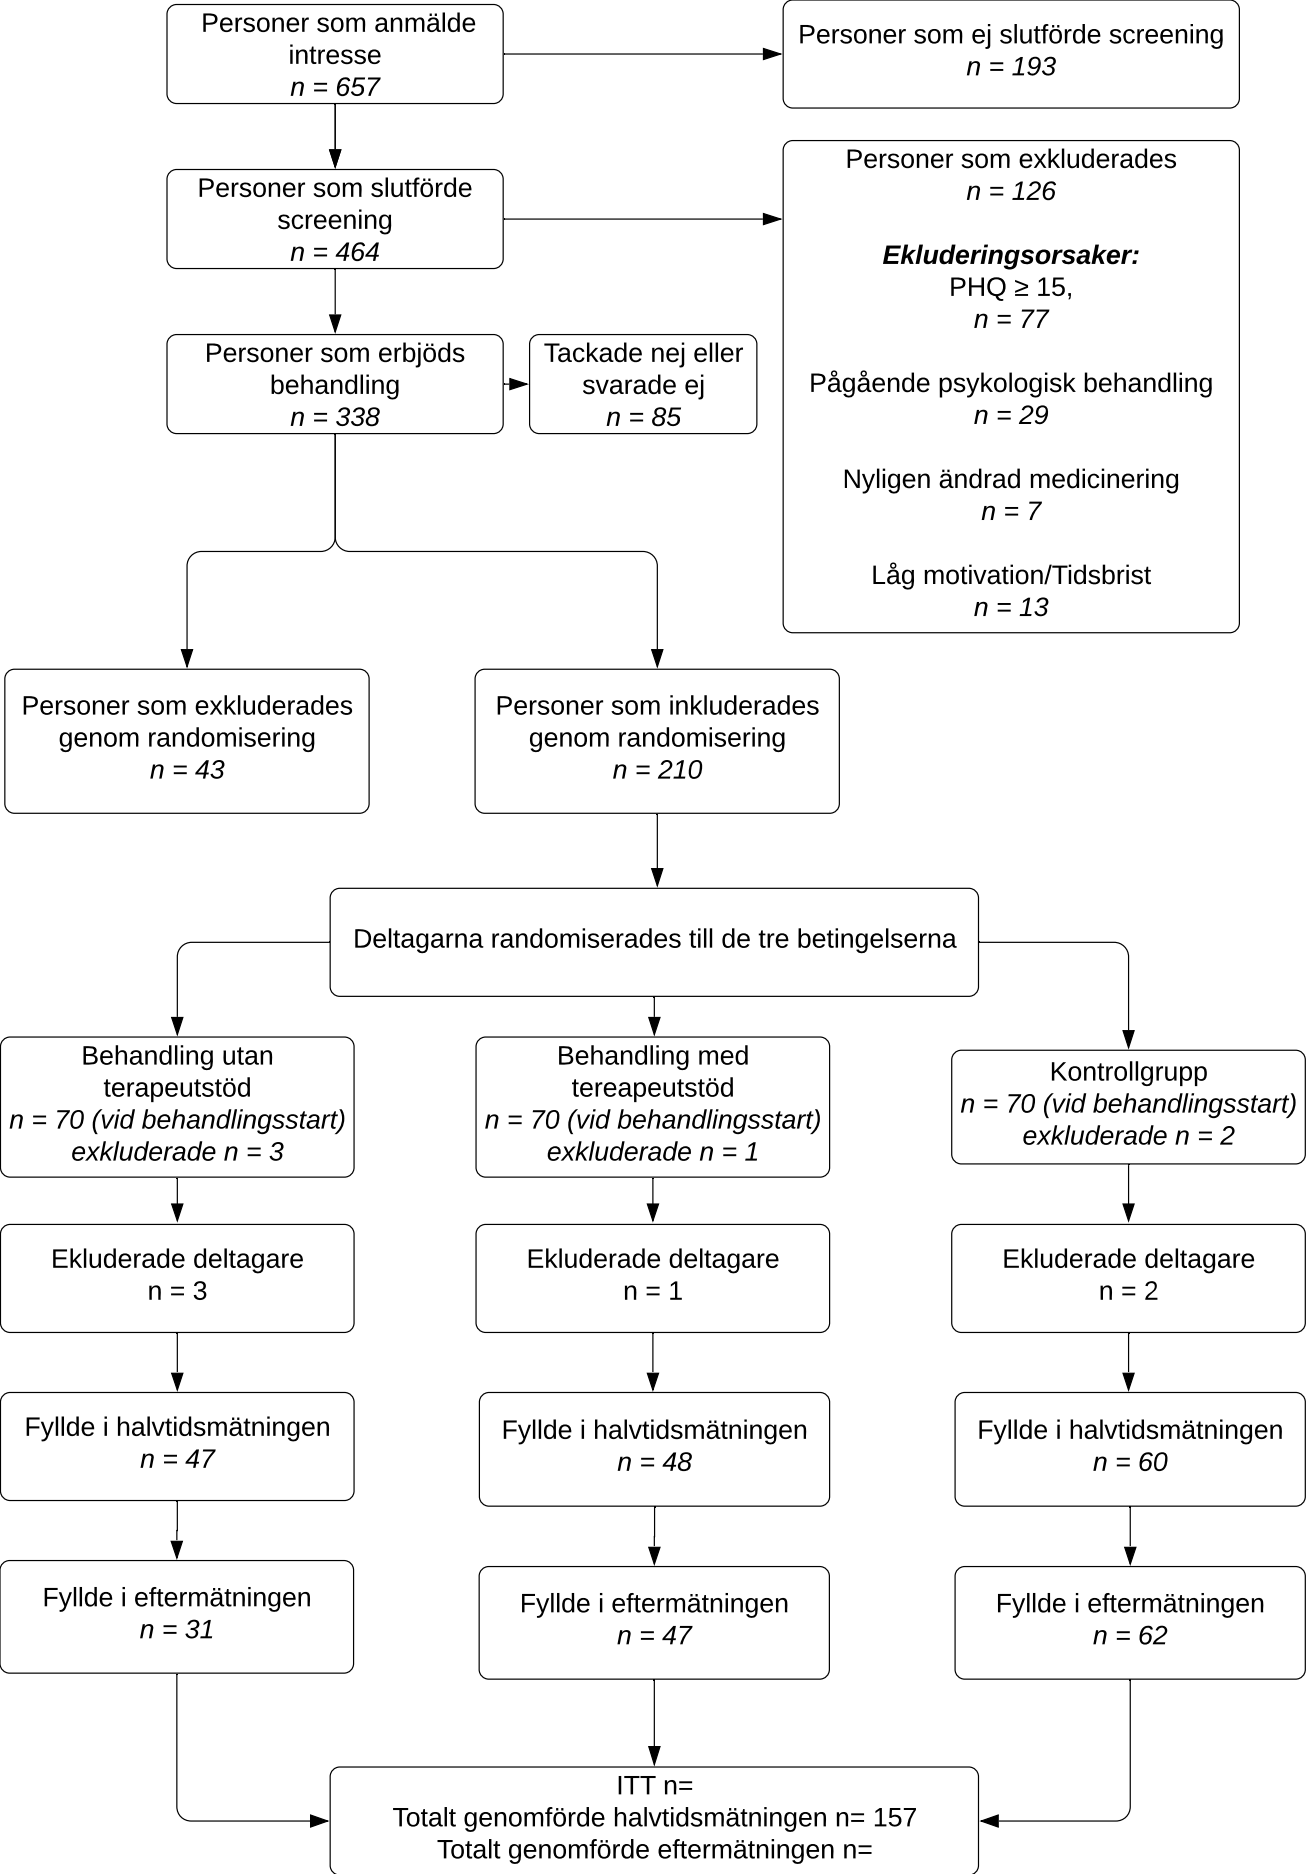 Personer som anmälde
intresse
n = 657
Personer som ej slutförde screening
n = 193
Personer som slutförde
screening
n = 464
Personer som exkluderades
n = 126
Ekluderingsorsaker:
PHQ ≥ 15,
n = 77
Pågående psykologisk behandling
n = 29
Nyligen ändrad medicinering
n = 7
Låg motivation/Tidsbrist
n = 13
Personer som erbjöds
behandling
n = 338
Tackade nej eller
svarade ej
n = 85
Personer som exkluderades
genom randomisering
n = 43
Personer som inkluderades
genom randomisering
n = 210
Deltagarna randomiserades till de tre betingelserna
Behandling utan
terapeutstöd
n = 70 (vid behandlingsstart)
exkluderade n = 3
Behandling med
tereapeutstöd
n = 70 (vid behandlingsstart)
exkluderade n = 1
Kontrollgrupp
n = 70 (vid behandlingsstart)
exkluderade n = 2
Ekluderade deltagare
n = 3
Ekluderade deltagare
n = 1
Ekluderade deltagare
n = 2
Fyllde i halvtidsmätningen
n = 47
Fyllde i halvtidsmätningen
n = 48
Fyllde i halvtidsmätningen
n = 60
Fyllde i eftermätningen
n = 31
Fyllde i eftermätningen
n = 47
Fyllde i eftermätningen
n = 62
ITT n=
Totalt genomförde halvtidsmätningen n= 157
Totalt genomförde eftermätningen n=